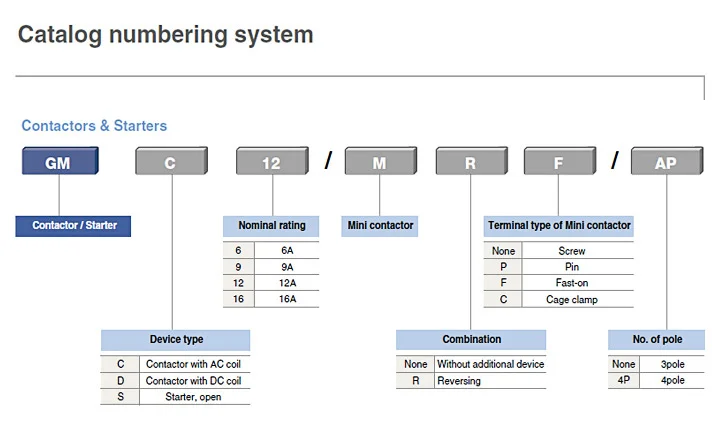 Catalog numbering system
Contactors & Starters
GM C 12 / M R F / AP
Contactor / Starter
Nominal rating
Mini contactor
Terminal type of Mini contactor
6 6A
9 9A
12 12A
16 16A
None Screw
P Pin
F Fast-on
C Cage clamp
Device type
C Contactor with AC coil
D Contactor with DC coil
S Starter, open
Combination
None Without additional device
R Reversing
No. of pole
None 3pole
4P 4pole